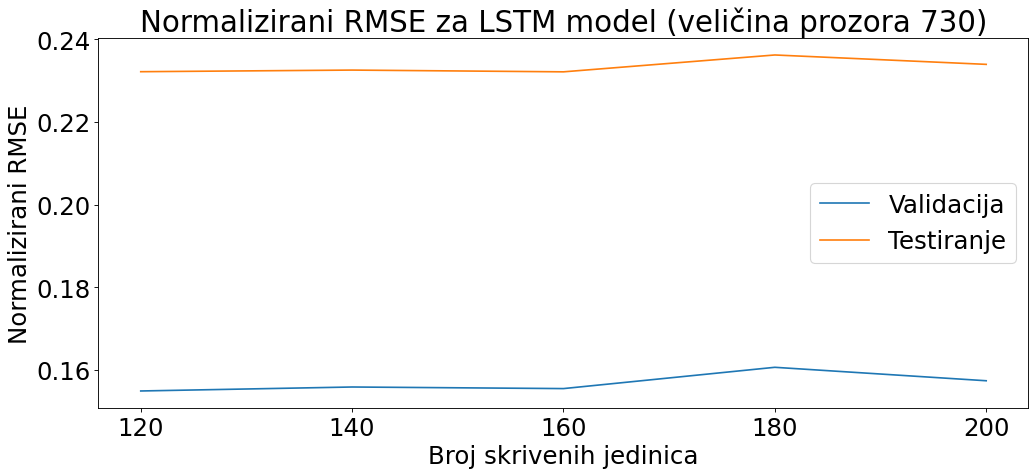 Normalizirani RMSE za LSTM model (veličina prozora 730)
Normalizirani RMSE
0.24
0.22
0.20
0.18
0.16
Validacija
Testiranje
120 140 160 180 200
Broj skrivenih jedinica